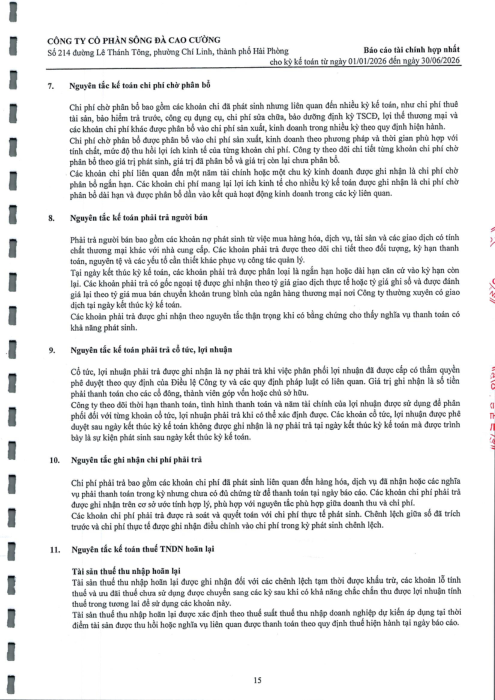 CÔNG TY CỔ PHẦN SÔNG ĐÀ CAO CƯỜNG
Số 214 đường Lê Thánh Tông, phường Chí Linh, thành phố Hải Phòng
Báo cáo tài chính hợp nhất
cho kỳ kế toán từ ngày 01/01/2026 đến ngày 30/06/2026
7. Nguyên tắc kế toán chi phí chờ phân bổ
Chi phí chờ phân bổ bao gồm các khoản chi đã phát sinh nhưng liên quan đến nhiều kỳ kế toán, như chi phí thuê
tài sản, bảo hiểm trả trước, công cụ dụng cụ, chi phí sửa chữa, bảo dưỡng định kỳ TSCĐ, lợi thế thương mại và
các khoản chi phí khác được phân bổ vào chi phí sản xuất, kinh doanh trong nhiều kỳ theo quy định hiện hành.
Chi phí chờ phân bổ được phân bổ vào chi phí sản xuất, kinh doanh theo phương pháp và thời gian phù hợp với
tính chất, mức độ thu hồi lợi ích kinh tế của từng khoản chi phí. Công ty theo dõi chi tiết từng khoản chi phí chờ
phân bổ theo giá trị phát sinh, giá trị đã phân bổ và giá trị còn lại chưa phân bổ.
Các khoản chi phí liên quan đến một năm tài chính hoặc một chu kỳ kinh doanh được ghi nhận là chi phí chờ
phân bổ ngắn hạn. Các khoản chi phí mang lại lợi ích kinh tế cho nhiều kỳ kế toán được ghi nhận là chi phí chờ
phân bổ dài hạn và được phân bổ dần vào kết quả hoạt động kinh doanh trong các kỳ liên quan.
8. Nguyên tắc kế toán phải trả người bán
Phải trả người bán bao gồm các khoản nợ phát sinh từ việc mua hàng hóa, dịch vụ, tài sản và các giao dịch có tính
chất thương mại khác với nhà cung cấp. Các khoản phải trả được theo dõi chi tiết theo đối tượng, kỳ hạn thanh
toán, nguyên tệ và các yếu tố cần thiết khác phục vụ công tác quản lý.
Tại ngày kết thúc kỳ kế toán, các khoản phải trả được phân loại là ngắn hạn hoặc dài hạn căn cứ vào kỳ hạn còn
lại. Các khoản phải trả có gốc ngoại tệ được ghi nhận theo tỷ giá giao dịch thực tế hoặc tỷ giá ghi sổ và được đánh
giá lại theo tỷ giá mua bán chuyển khoản trung bình của ngân hàng thương mại nơi Công ty thường xuyên có giao
dịch tại ngày kết thúc kỳ kế toán.
Các khoản phải trả được ghi nhận theo nguyên tắc thận trọng khi có bằng chứng cho thấy nghĩa vụ thanh toán có
khả năng phát sinh.
9. Nguyên tắc kế toán phải trả cổ tức, lợi nhuận
Cổ tức, lợi nhuận phải trả được ghi nhận là nợ phải trả khi việc phân phối lợi nhuận đã được cấp có thẩm quyền
phê duyệt theo quy định của Điều lệ Công ty và các quy định pháp luật có liên quan. Giá trị ghi nhận là số tiền
phải thanh toán cho các cổ đông, thành viên góp vốn hoặc chủ sở hữu.
Công ty theo dõi thời hạn thanh toán, tình hình thanh toán và năm tài chính của lợi nhuận được sử dụng để phân
phối đối với từng khoản cổ tức, lợi nhuận phải trả khi có thể xác định được. Các khoản cổ tức, lợi nhuận được phê
duyệt sau ngày kết thúc kỳ kế toán không được ghi nhận là nợ phải trả tại ngày kết thúc kỳ kế toán mà được trình
bày là sự kiện phát sinh sau ngày kết thúc kỳ kế toán.
10. Nguyên tắc ghi nhận chi phí phải trả
Chi phí phải trả bao gồm các khoản chi phí đã phát sinh liên quan đến hàng hóa, dịch vụ đã nhận hoặc các nghĩa
vụ phải thanh toán trong kỳ nhưng chưa có đủ chứng từ để thanh toán tại ngày báo cáo. Các khoản chi phí phải trả
được ghi nhận trên cơ sở ước tính hợp lý, phù hợp với nguyên tắc phù hợp giữa doanh thu và chi phí.
Các khoản chi phí phải trả được rà soát và quyết toán với chi phí thực tế phát sinh. Chênh lệch giữa số đã trích
trước và chi phí thực tế được ghi nhận điều chỉnh vào chi phí trong kỳ phát sinh chênh lệch.
11. Nguyên tắc kế toán thuế TNDN hoãn lại
Tài sản thuế thu nhập hoãn lại
Tài sản thuế thu nhập hoãn lại được ghi nhận đối với các chênh lệch tạm thời được khấu trừ, các khoản lỗ tính
thuế và ưu đãi thuế chưa sử dụng được chuyển sang các kỳ sau khi có khả năng chắc chắn thu được lợi nhuận tính
thuế trong tương lai để sử dụng các khoản này.
Tài sản thuế thu nhập hoãn lại được xác định theo thuế suất thuế thu nhập doanh nghiệp dự kiến áp dụng tại thời
điểm tài sản được thu hồi hoặc nghĩa vụ liên quan được thanh toán theo quy định thuế hiện hành tại ngày báo cáo.
15